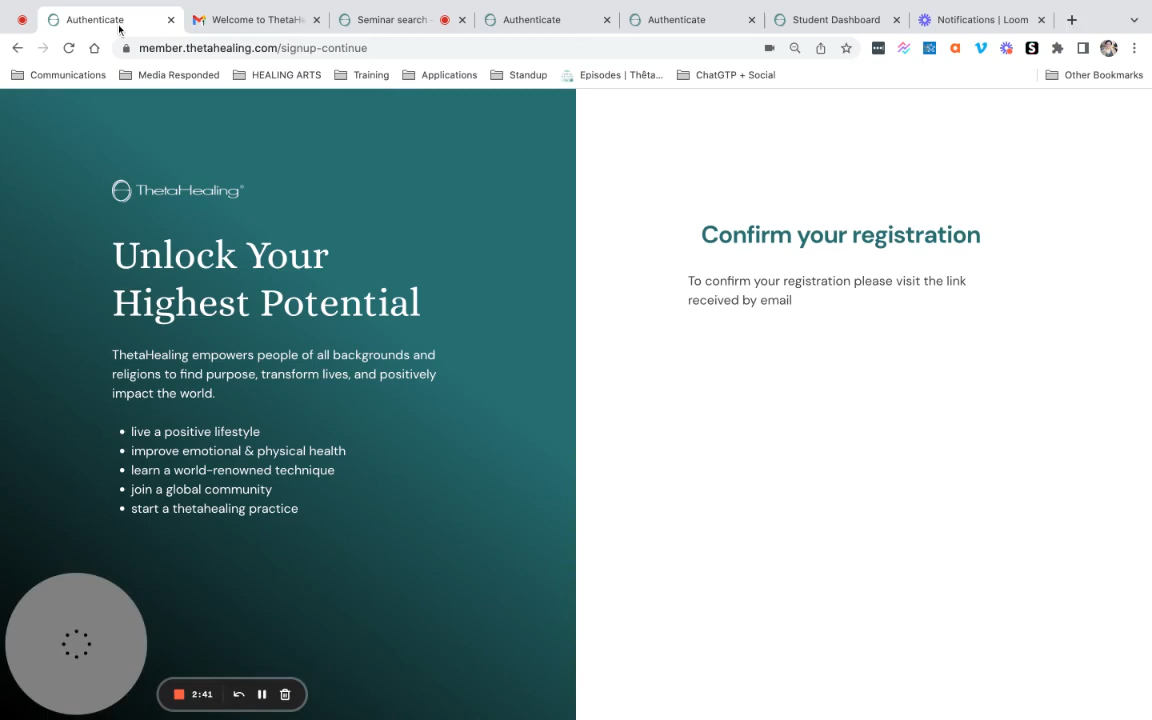 Authenticate
Welcome to ThetaHe
Seminar search -
Authenticate
Authenticate
Student Dashboard
Notifications | Loom
member.thetahealing.com/signup-continue
Communications
Media Responded
HEALING ARTS
Training
Applications
Standup
Episodes | Thêta...
ChatGTP + Social
Other Bookmarks
ThetaHealing®
Unlock Your
Highest Potential
ThetaHealing empowers people of all backgrounds and
religions to find purpose, transform lives, and positively
impact the world.
• live a positive lifestyle
• improve emotional & physical health
• learn a world-renowned technique
• join a global community
• start a thetahealing practice
Confirm your registration
To confirm your registration please visit the link
received by email
2:41